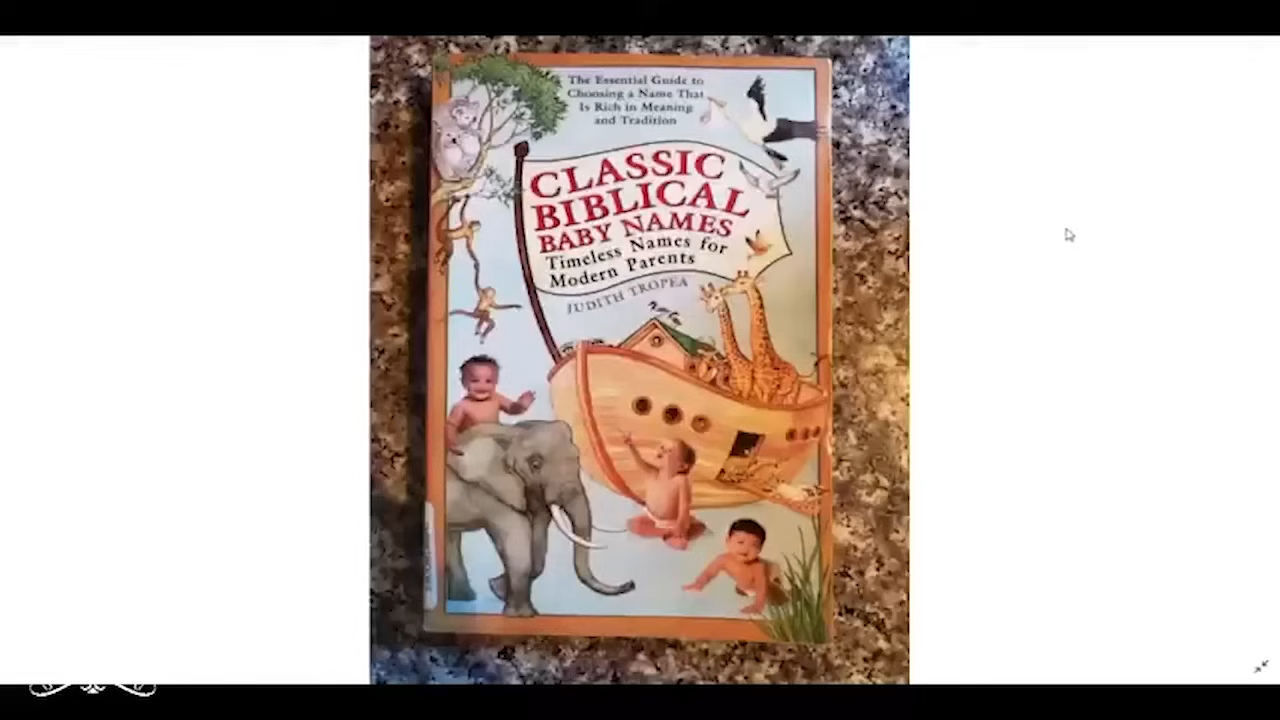 The Essential Guide to
Choosing a Name That
Is Rich in Meaning
and Tradition
CLASSIC
BIBLICAL
BABY NAMES
Timeless Names for
Modern Parents
JUDITH TROPEA